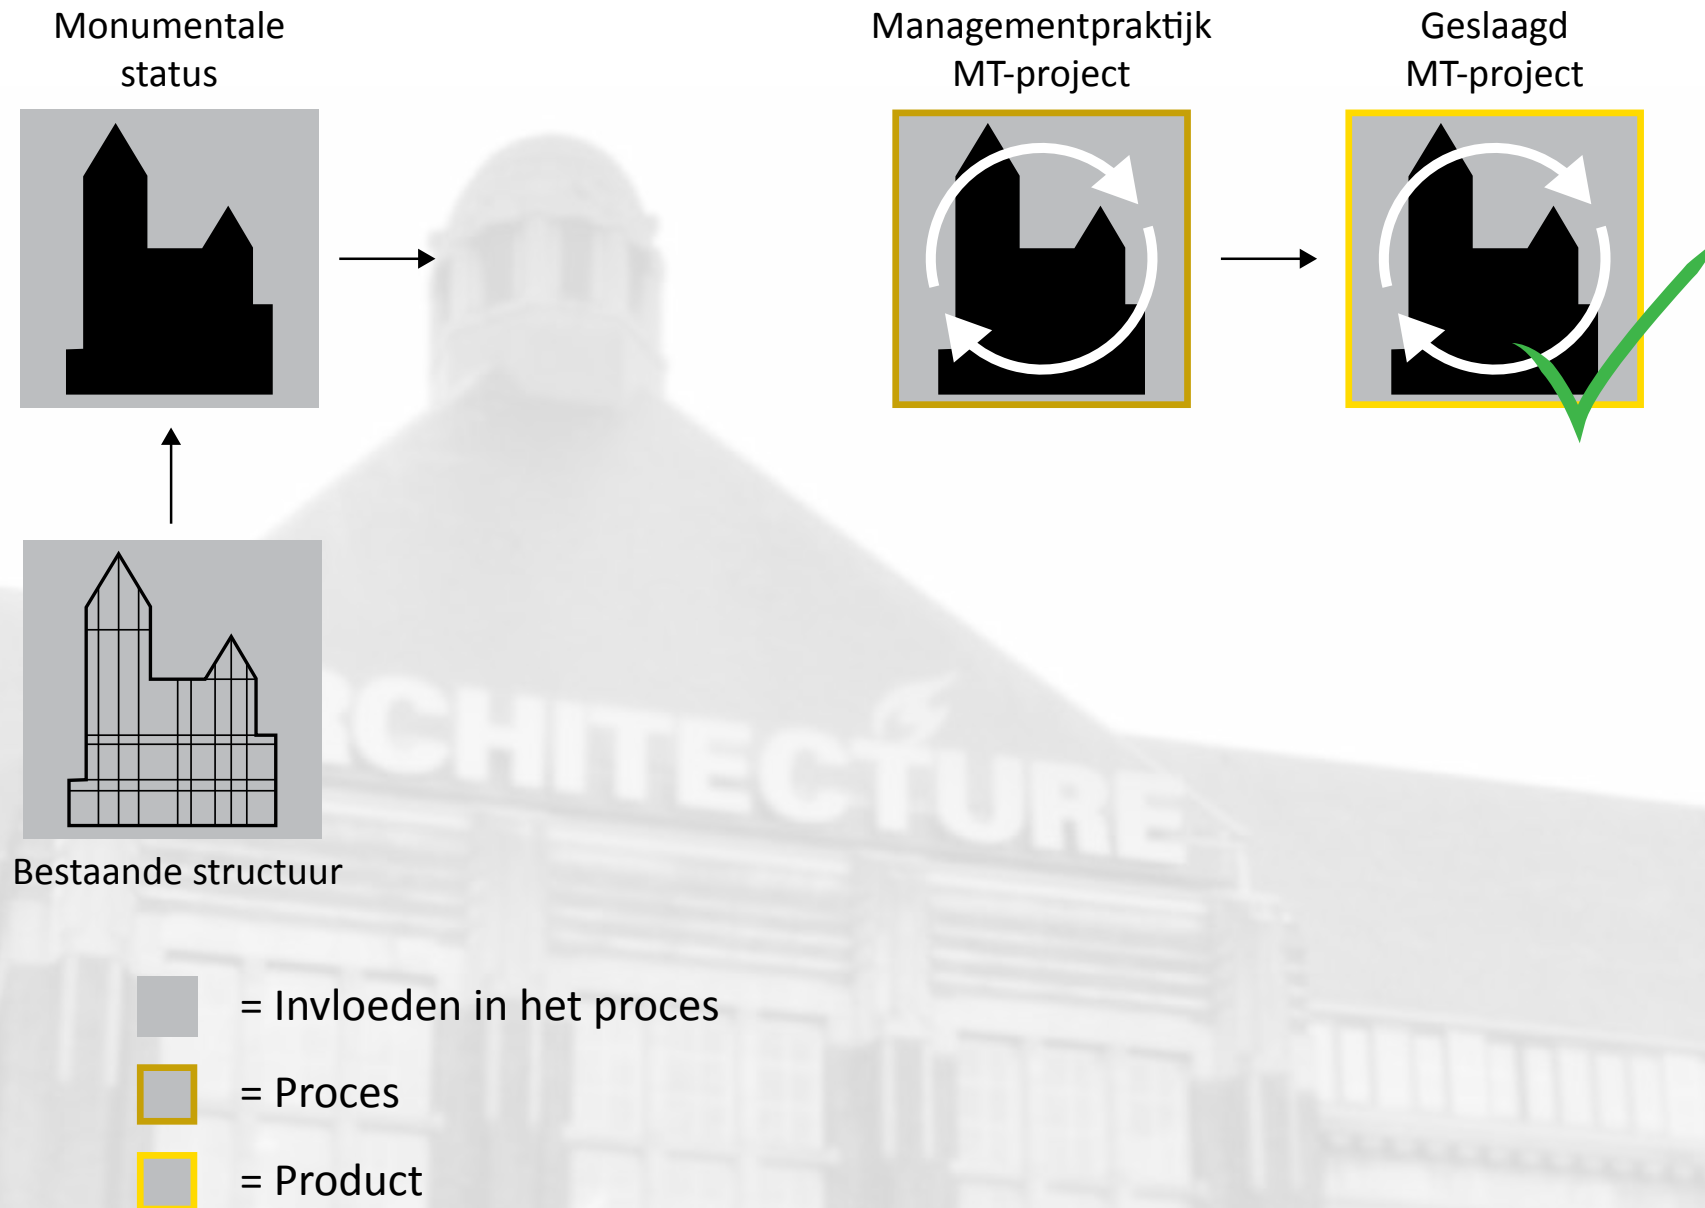 Monumentale
status
Managementpraktijk
MT-project
Geslaagd
MT-project
Bestaande structuur
RCHITECTURE
= Invloeden in het proces
= Proces
= Product